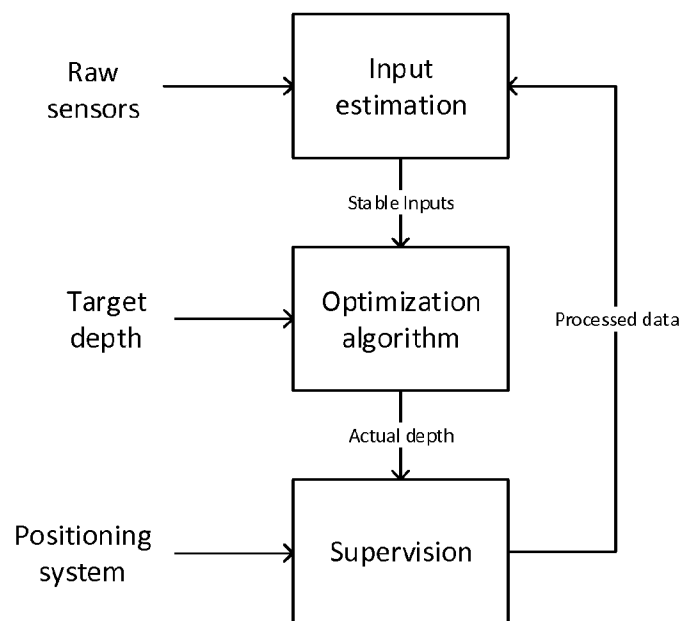 Raw
sensors
Input
estimation
Stable Inputs
Target
depth
Optimization
algorithm
Processed data
Actual depth
Positioning
system
Supervision